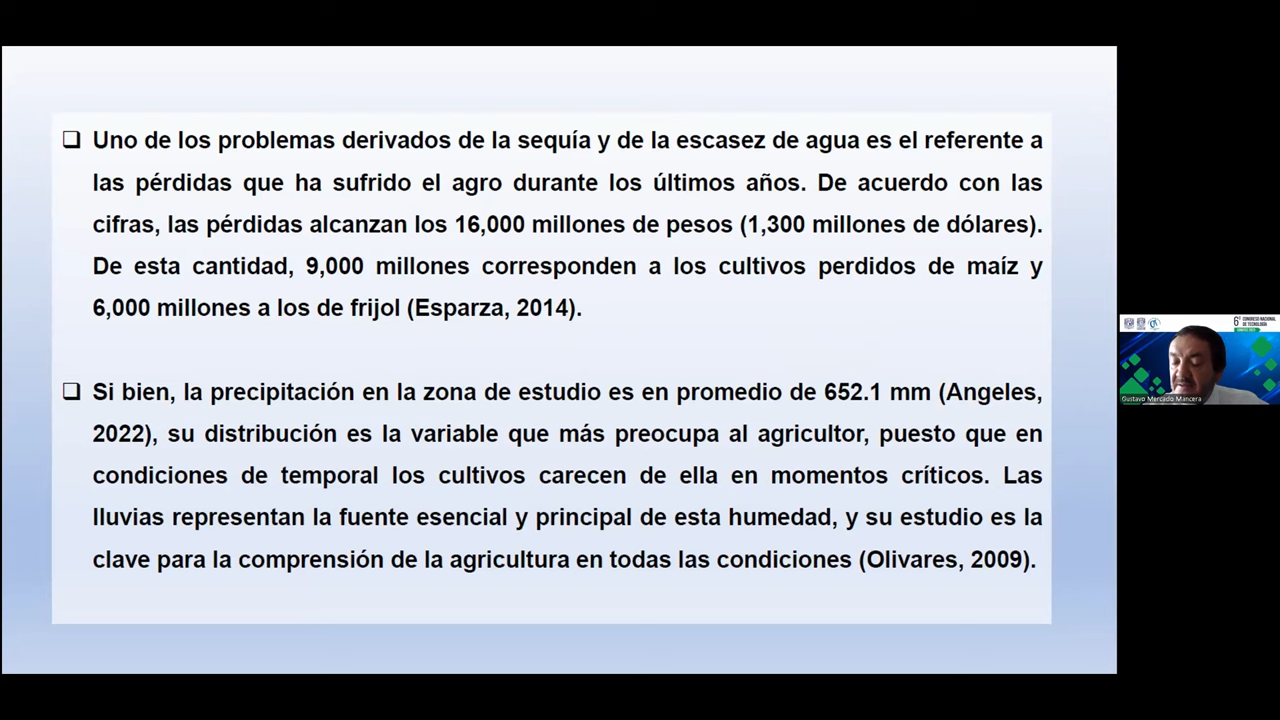 Uno de los problemas derivados de la sequía y de la escasez de agua es el referente a
las pérdidas que ha sufrido el agro durante los últimos años. De acuerdo con las
cifras, las pérdidas alcanzan los 16,000 millones de pesos (1,300 millones de dólares).
De esta cantidad, 9,000 millones corresponden a los cultivos perdidos de maíz y
6,000 millones a los de frijol (Esparza, 2014).
Si bien, la precipitación en la zona de estudio es en promedio de 652.1 mm (Angeles,
2022), su distribución es la variable que más preocupa al agricultor, puesto que en
condiciones de temporal los cultivos carecen de ella en momentos críticos. Las
lluvias representan la fuente esencial y principal de esta humedad, y su estudio es la
clave para la comprensión de la agricultura en todas las condiciones (Olivares, 2009).
6° CONGRESO NACIONAL
DE TECNOLOGÍA
Gustavo Mercado Mancera